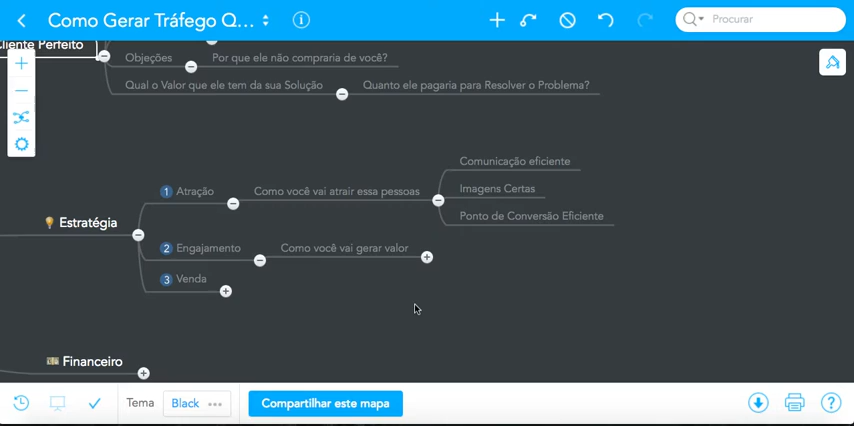 Como Gerar Tráfego Q...
Procurar
Cliente Perfeito
Objeções
Por que ele não compraria de você?
Qual o Valor que ele tem da sua Solução
Quanto ele pagaria para Resolver o Problema?
Comunicação eficiente
1 Atração
Como você vai atrair essa pessoas
Imagens Certas
Ponto de Conversão Eficiente
Estratégia
2 Engajamento
Como você vai gerar valor
3 Venda
Financeiro
Tema
Black
Compartilhar este mapa